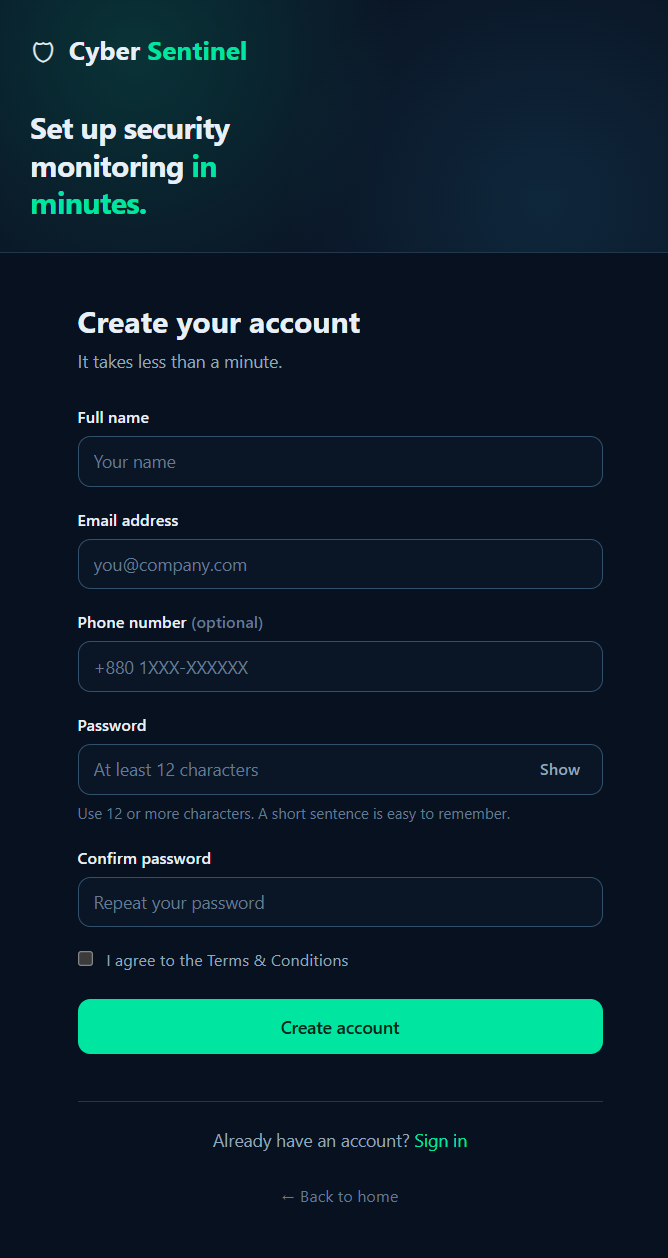 Cyber Sentinel
Set up security
monitoring in
minutes.
Create your account
It takes less than a minute.
Full name
Your name
Email address
you@company.com
Phone number (optional)
+880 1XXX-XXXXXX
Password
At least 12 characters
Show
Use 12 or more characters. A short sentence is easy to remember.
Confirm password
Repeat your password
I agree to the Terms & Conditions
Create account
Already have an account? Sign in
← Back to home